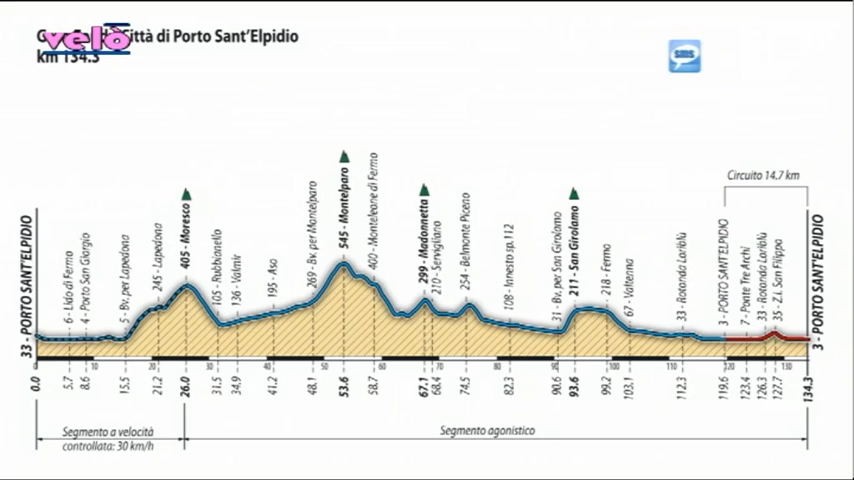 velò
Città di Porto Sant'Elpidio
km 134.3
sms
Circuito 14.7 km
33 - PORTO SANT'ELPIDIO
6 - Lido di Fermo
4 - Porto San Giorgio
5 - Bv. per Lapedona
245 - Lapedona
405 - Moresco
105 - Rubbianello
136 - Valmir
195 - Aso
269 - Bv. per Montelparo
545 - Montelparo
400 - Monteleone di Fermo
299 - Madonnetta
210 - Servigliano
254 - Belmonte Piceno
108 - Ianesto sp.112
31 - Bv. per San Girolamo
211 - San Girolamo
218 - Fermo
67 - Valtenna
33 - Rotonda Lariblù
3 - PORTO SANT'ELPIDIO
7 - Ponte Tre Archi
33 - Rotonda Lariblù
35 - Z.I. San Filippo
3 - PORTO SANT'ELPIDIO
0 10 20 30 40 50 60 70 80 90 100 110 120 130
0.0 5.7 8.6 15.5 21.2 26.0 31.5 34.9 41.2 48.1 53.6 58.7 67.1 68.4 74.5 82.3 90.6 93.6 99.2 103.1 112.3 119.6 123.4 126.3 127.7 134.3
Segmento a velocità
controllata: 30 km/h
Segmento agonistico